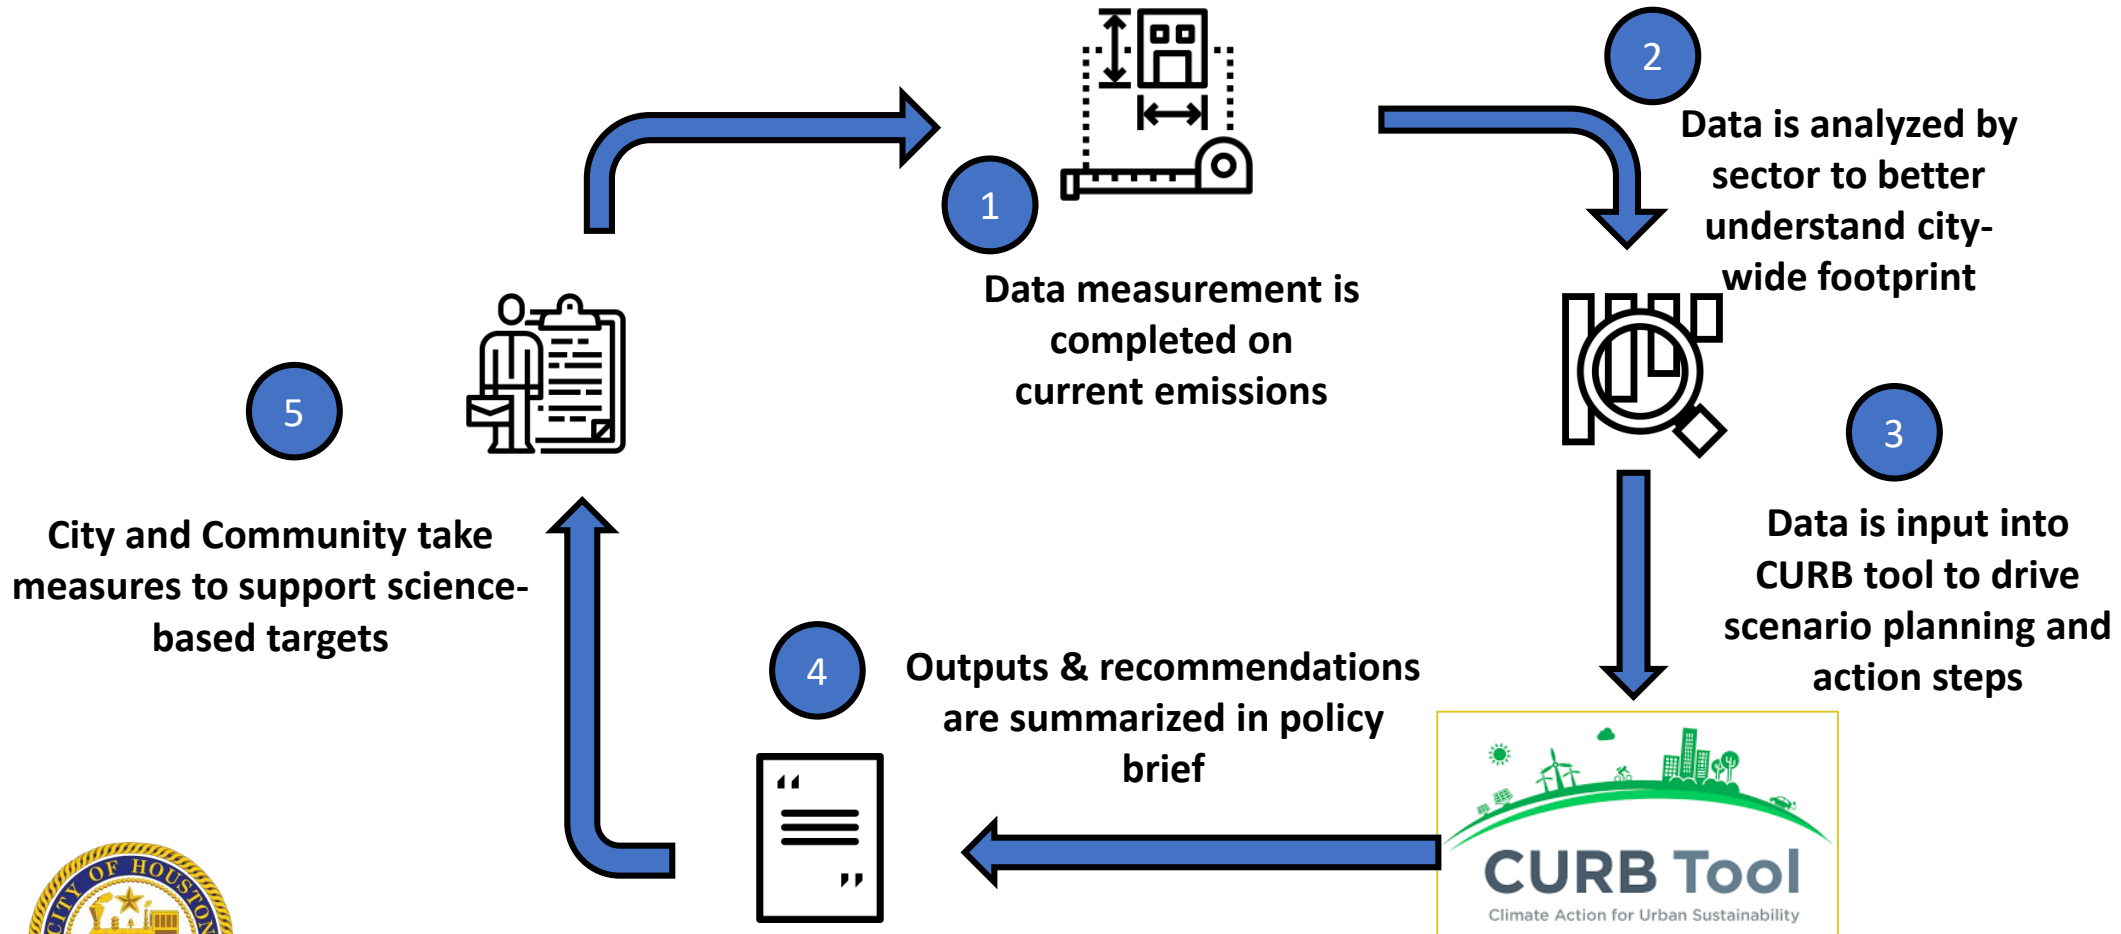 1
Data measurement is
completed on
current emissions
2
Data is analyzed by
sector to better
understand city-
wide footprint
3
Data is input into
CURB tool to drive
scenario planning and
action steps
CURB Tool
Climate Action for Urban Sustainability
4
Outputs & recommendations
are summarized in policy
brief
“
”
5
City and Community take
measures to support science-
based targets
CITY OF HOUSTON